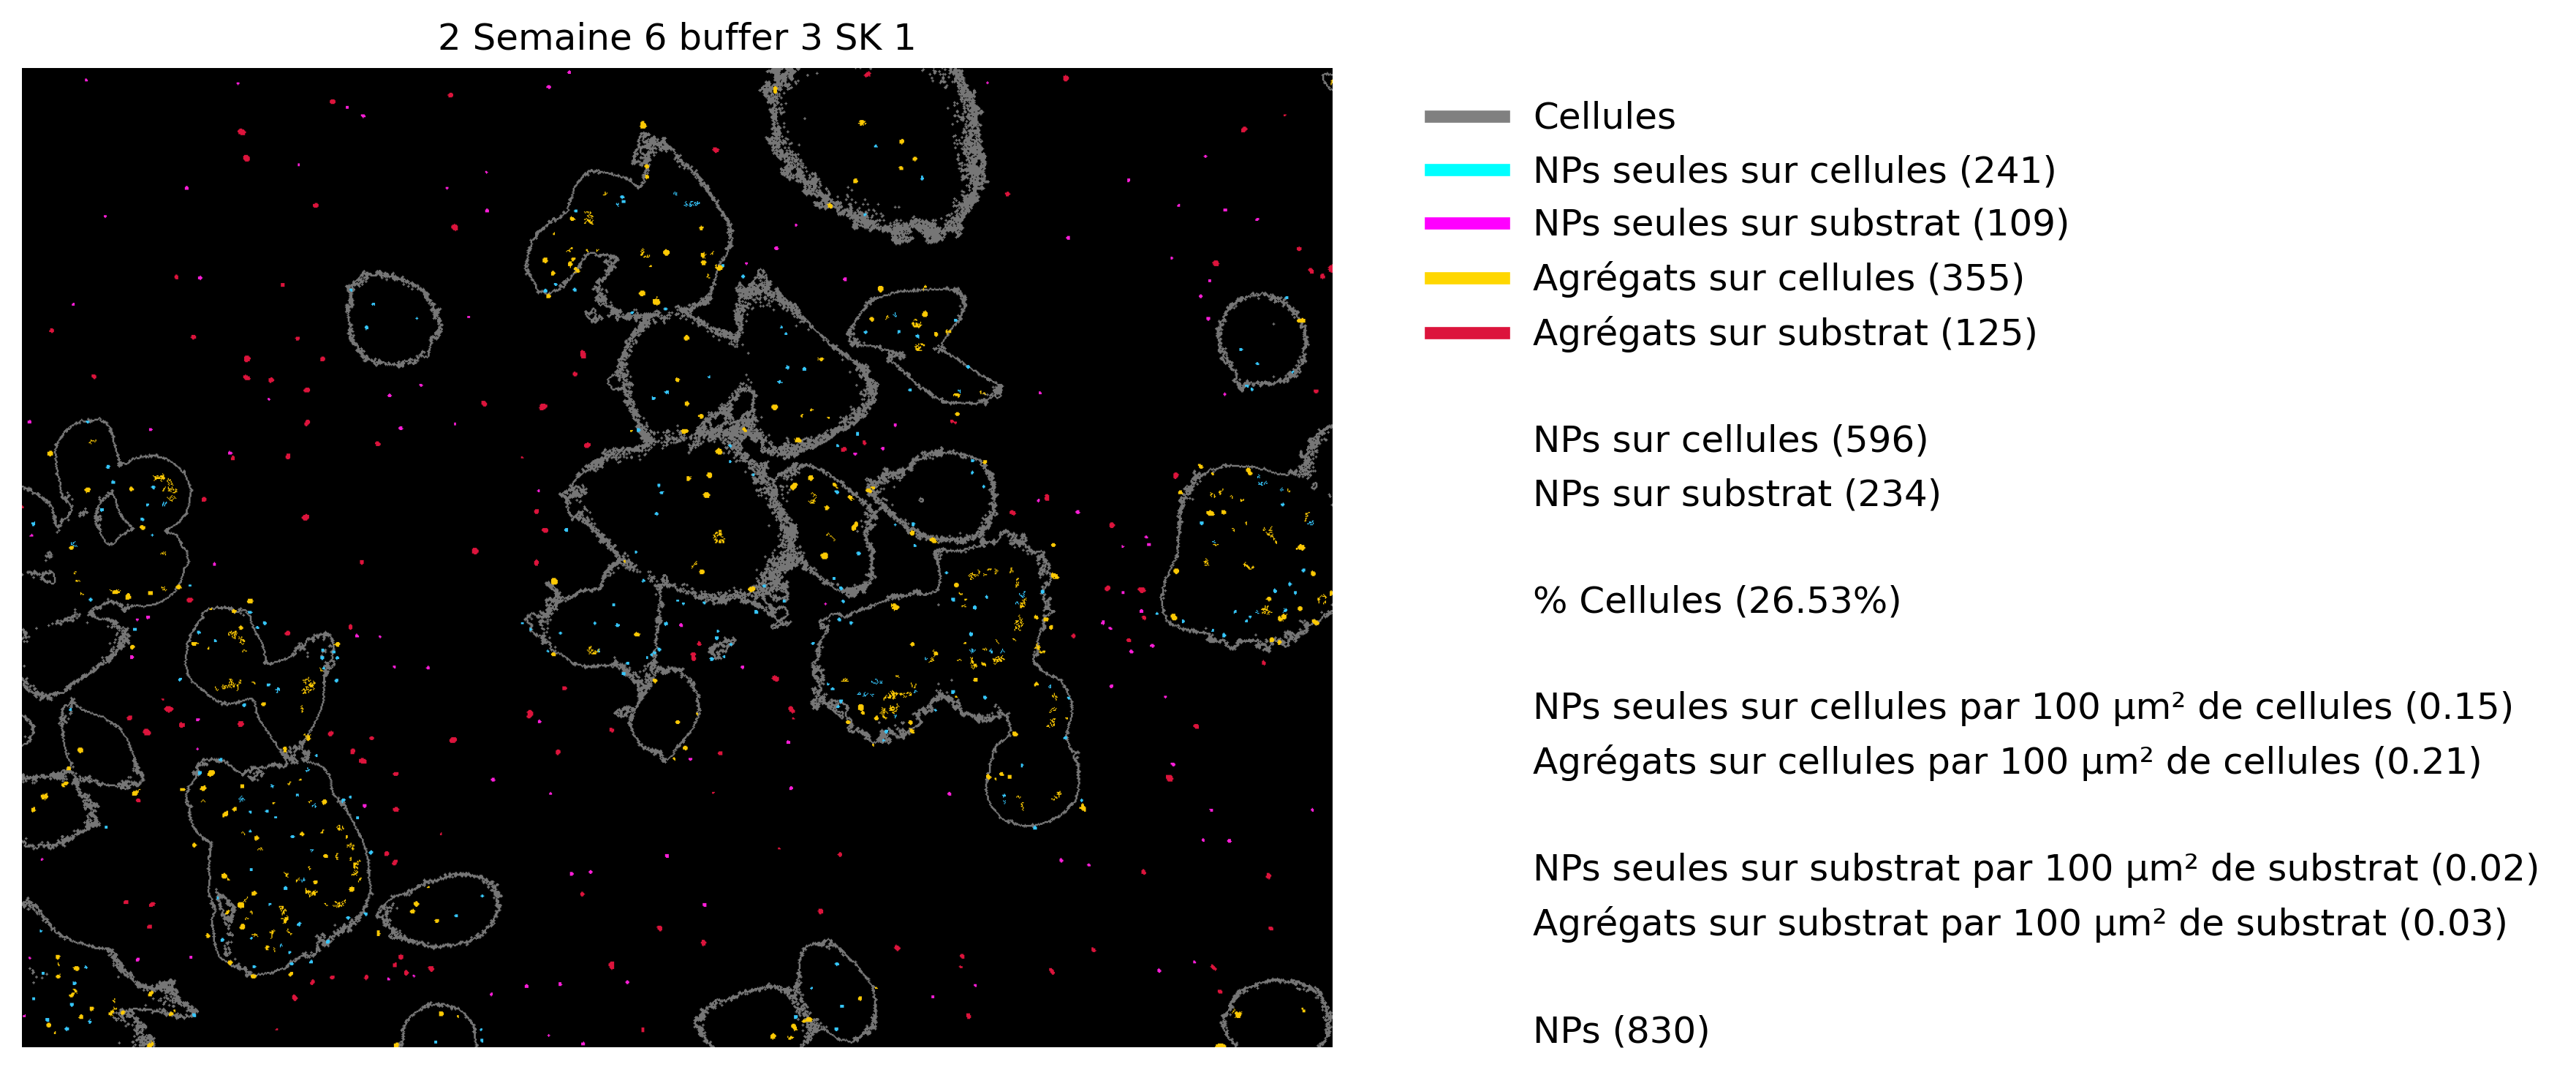 2 Semaine 6 buffer 3 SK 1
Cellules
NPs seules sur cellules (241)
NPs seules sur substrat (109)
Agrégats sur cellules (355)
Agrégats sur substrat (125)
NPs sur cellules (596)
NPs sur substrat (234)
% Cellules (26.53%)
NPs seules sur cellules par 100 µm² de cellules (0.15)
Agrégats sur cellules par 100 µm² de cellules (0.21)
NPs seules sur substrat par 100 µm² de substrat (0.02)
Agrégats sur substrat par 100 µm² de substrat (0.03)
NPs (830)